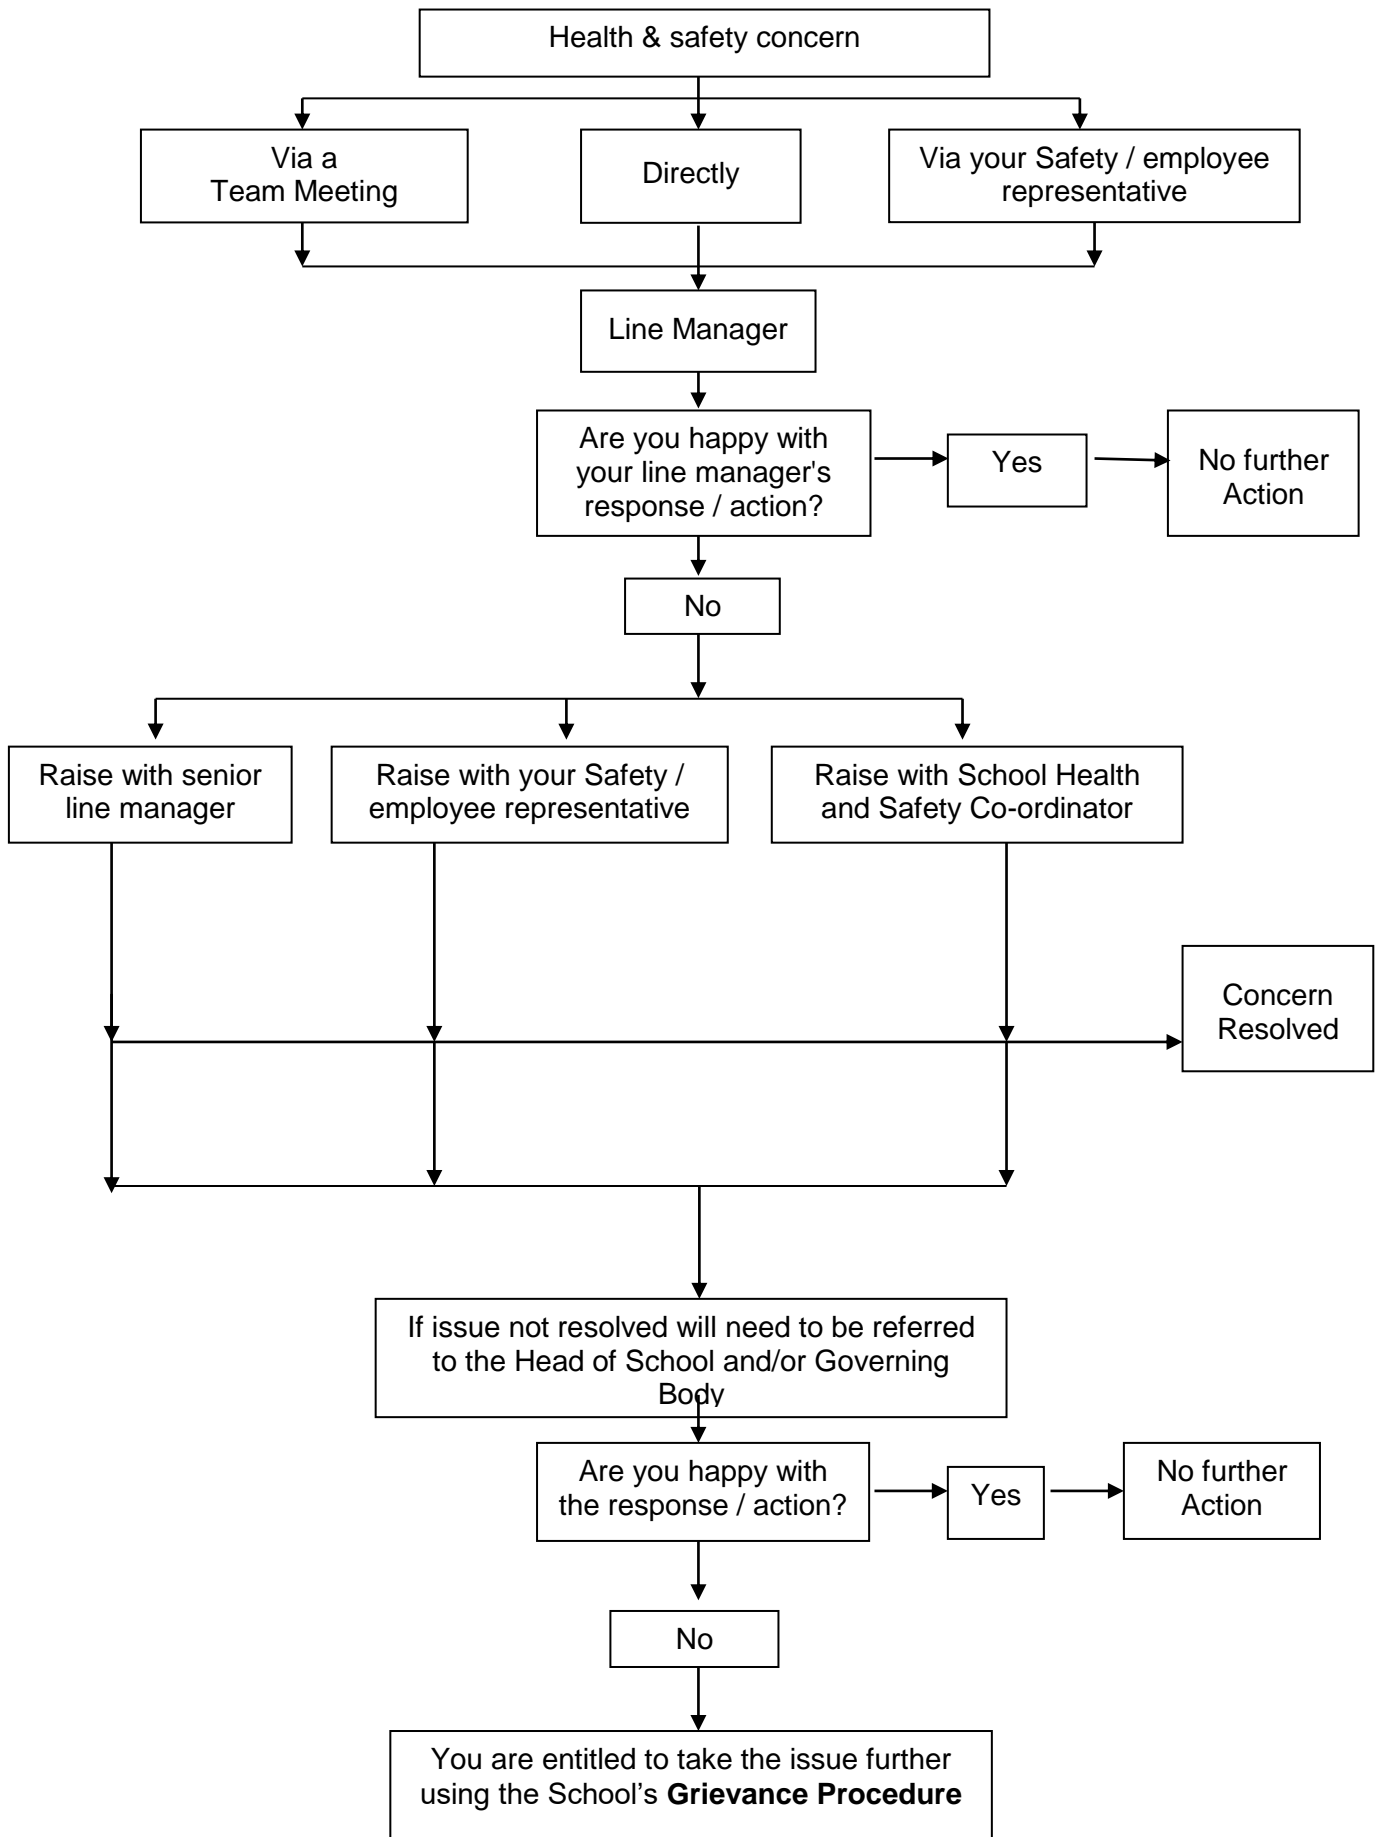 Health & safety concern
Via a
Team Meeting
Directly
Via your Safety / employee
representative
Line Manager
Are you happy with
your line manager's
response / action?
Yes
No further
Action
No
Raise with senior
line manager
Raise with your Safety /
employee representative
Raise with School Health
and Safety Co-ordinator
Concern
Resolved
If issue not resolved will need to be referred
to the Head of School and/or Governing
Body
Are you happy with
the response / action?
Yes
No further
Action
No
You are entitled to take the issue further
using the School’s Grievance Procedure